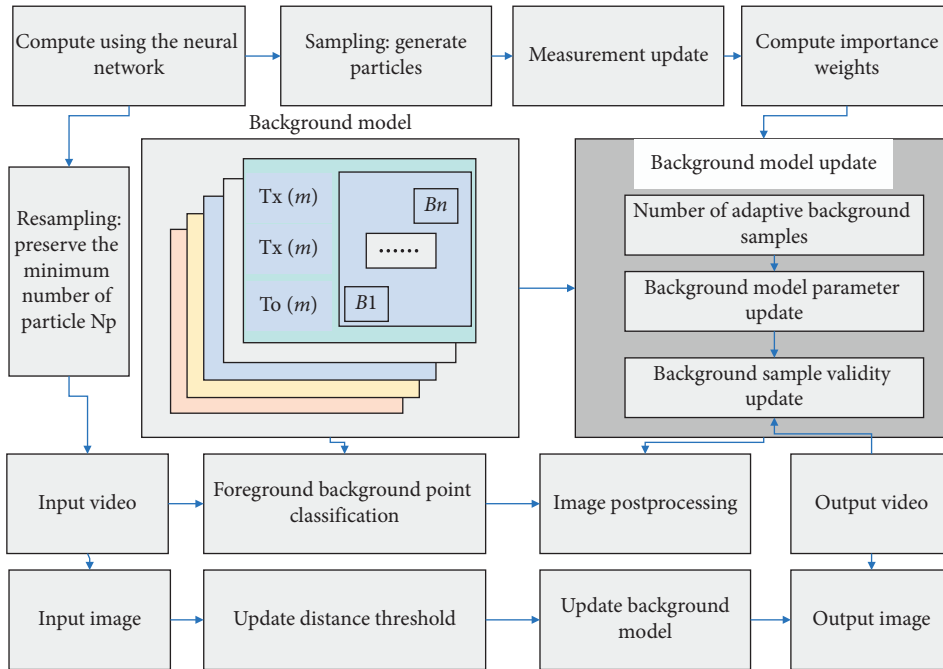 Compute using the neural
network
Sampling: generate
particles
Measurement update
Compute importance
weights
Background model
Resampling:
preserve the
minimum
number of
particle Np
Tx (m)
Tx (m)
To (m)
Bn
......
B1
Background model update
Number of adaptive background
samples
Background model parameter
update
Background sample validity
update
Input video
Foreground background point
classification
Image postprocessing
Output video
Input image
Update distance threshold
Update background
model
Output image